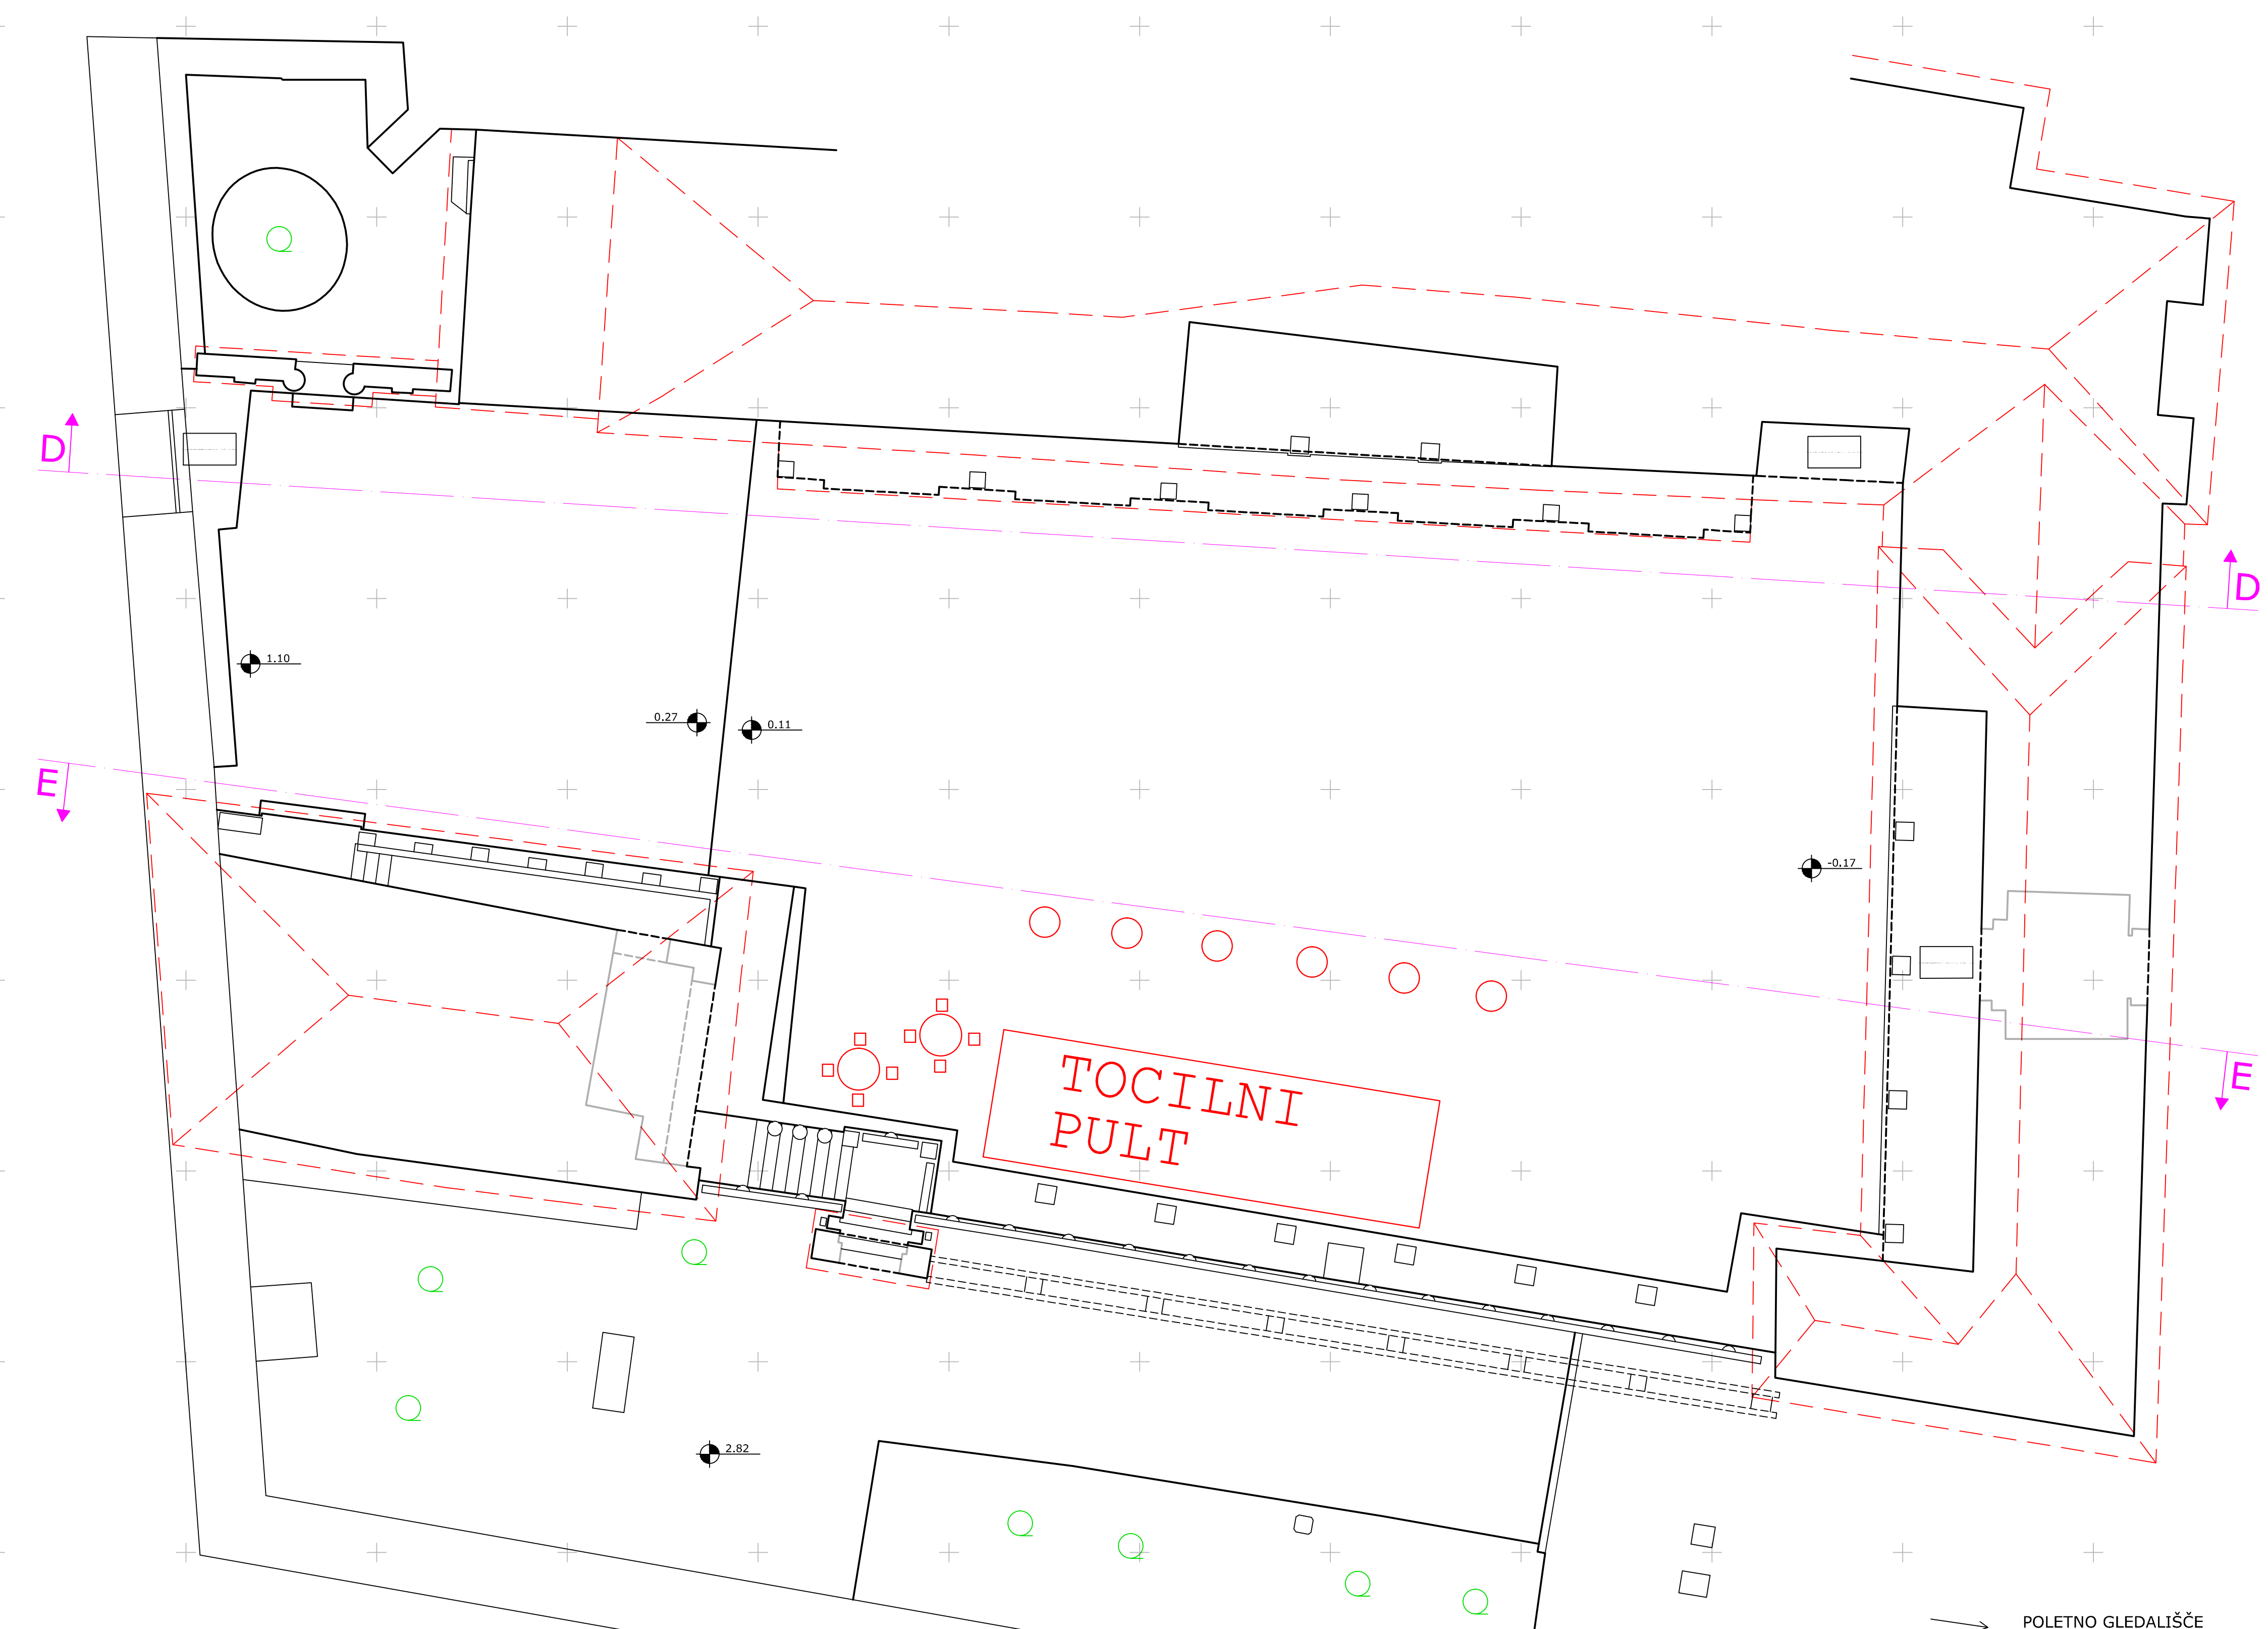 D
D
1.10
0.27
0.11
E
-0.17
TOCILNI
PULT
E
2.82
POLETNO GLEDALIŠČE